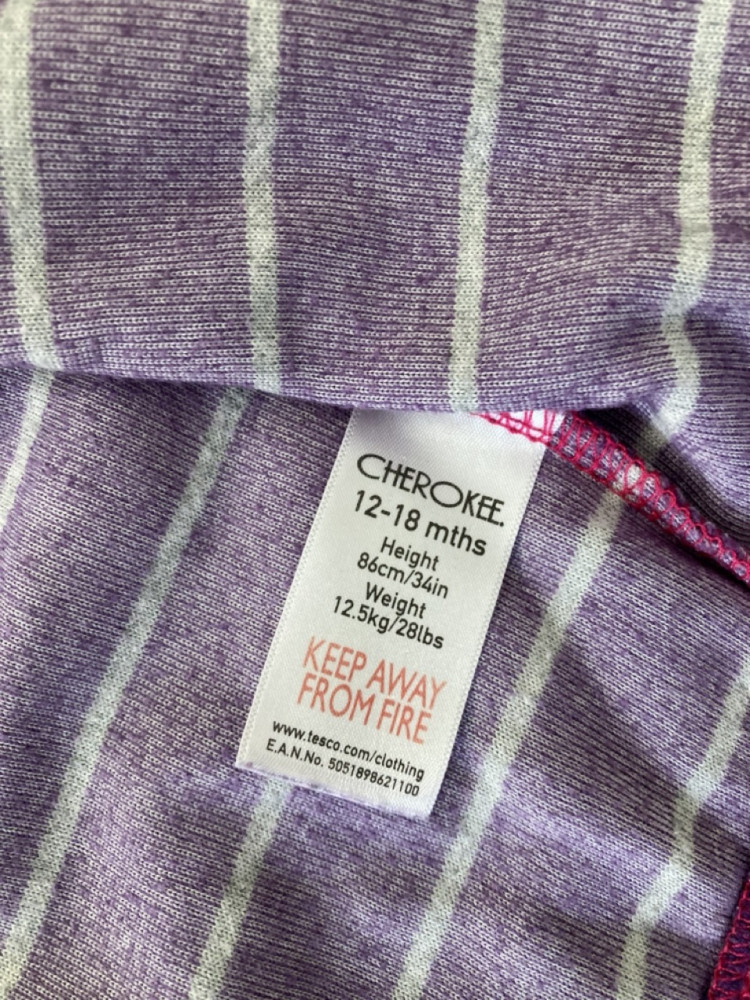 CHEROKEE.
12-18 mths
Height
86cm/34in
Weight
12.5kg/28lbs
KEEP AWAY
FROM FIRE
www.tesco.com/clothing
E.A.N.No. 5051898621100